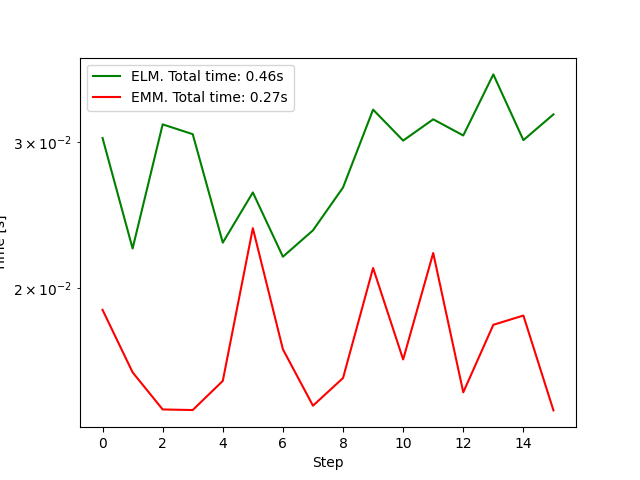 ELM. Total time: 0.46s
EMM. Total time: 0.27s
3 × 10⁻²
2 × 10⁻²
Time [s]
0 2 4 6 8 10 12 14
Step